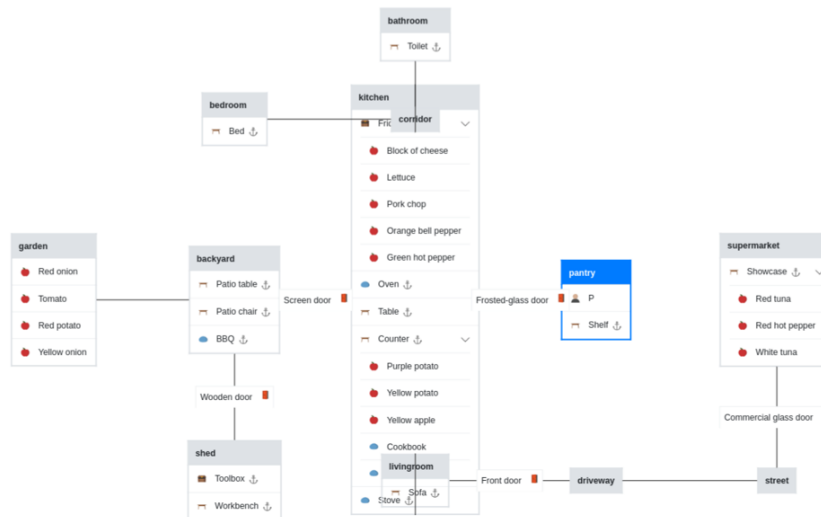 bathroom
Toilet
bedroom
Bed
kitchen
corridor
Block of cheese
Lettuce
Pork chop
Orange bell pepper
Green hot pepper
Oven
Table
Counter
Purple potato
Yellow potato
Yellow apple
Cookbook
Stove
garden
Red onion
Tomato
Red potato
Yellow onion
backyard
Patio table
Patio chair
BBQ
Screen door
Wooden door
shed
Toolbox
Workbench
Frosted-glass door
pantry
P
Shelf
supermarket
Showcase
Red tuna
Red hot pepper
White tuna
Commercial glass door
livingroom
Sofa
Front door
driveway
street